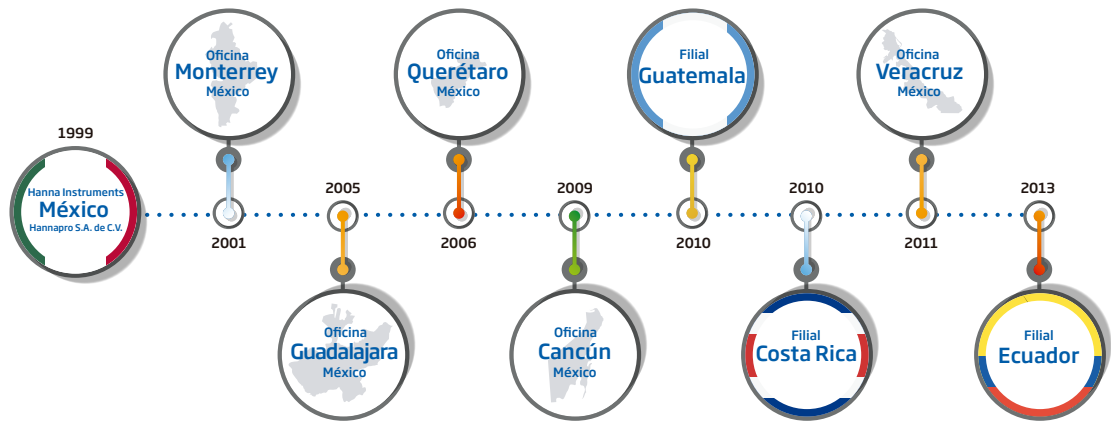 1999
Hanna Instruments
México
Hannapro S.A. de C.V.
Oficina
Monterrey
México
2001
2005
Oficina
Guadalajara
México
Oficina
Querétaro
México
2006
2009
Oficina
Cancún
México
Filial
Guatemala
2010
2010
Filial
Costa Rica
Oficina
Veracruz
México
2011
2013
Filial
Ecuador